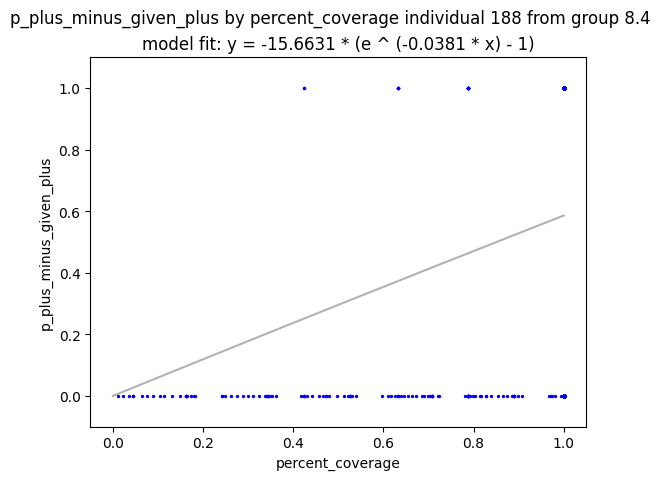 p_plus_minus_given_plus by percent_coverage individual 188 from group 8.4
model fit: y = -15.6631 * (e ^ (-0.0381 * x) - 1)
p_plus_minus_given_plus
1.0
0.8
0.6
0.4
0.2
0.0
0.0 0.2 0.4 0.6 0.8 1.0
percent_coverage